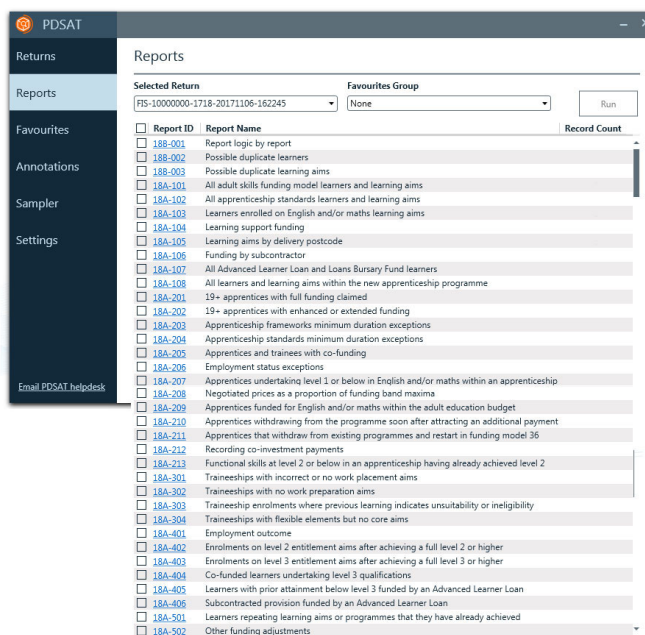 PDSAT
Returns
Reports
Favourites
Annotations
Sampler
Settings
Email PDSAT helpdesk
Reports
Selected Return Favourites Group
FIS-10000000-1718-20171106-162245 None Run
Report ID Report Name Record Count
18B-001 Report logic by report
18B-002 Possible duplicate learners
18B-003 Possible duplicate learning aims
18A-101 All adult skills funding model learners and learning aims
18A-102 All apprenticeship standards learners and learning aims
18A-103 Learners enrolled on English and/or maths learning aims
18A-104 Learning support funding
18A-105 Learning aims by delivery postcode
18A-106 Funding by subcontractor
18A-107 All Advanced Learner Loan and Loans Bursary Fund learners
18A-108 All learners and learning aims within the new apprenticeship programme
18A-201 19+ apprentices with full funding claimed
18A-202 19+ apprentices with enhanced or extended funding
18A-203 Apprenticeship frameworks minimum duration exceptions
18A-204 Apprenticeship standards minimum duration exceptions
18A-205 Apprentices and trainees with co-funding
18A-206 Employment status exceptions
18A-207 Apprentices undertaking level 1 or below in English and/or maths within an apprenticeship
18A-208 Negotiated prices as a proportion of funding band maxima
18A-209 Apprentices funded for English and/or maths within the adult education budget
18A-210 Apprentices withdrawing from the programme soon after attracting an additional payment
18A-211 Apprentices that withdraw from existing programmes and restart in funding model 36
18A-212 Recording co-investment payments
18A-213 Functional skills at level 2 or below in an apprenticeship having already achieved level 2
18A-301 Traineeships with incorrect or no work placement aims
18A-302 Traineeships with no work preparation aims
18A-303 Traineeship enrolments where previous learning indicates unsuitability or ineligibility
18A-304 Traineeships with flexible elements but no core aims
18A-401 Employment outcome
18A-402 Enrolments on level 2 entitlement aims after achieving a full level 2 or higher
18A-403 Enrolments on level 3 entitlement aims after achieving a full level 3 or higher
18A-404 Co-funded learners undertaking level 3 qualifications
18A-405 Learners with prior attainment below level 3 funded by an Advanced Learner Loan
18A-406 Subcontracted provision funded by an Advanced Learner Loan
18A-501 Learners repeating learning aims or programmes that they have already achieved
18A-502 Other funding adjustments